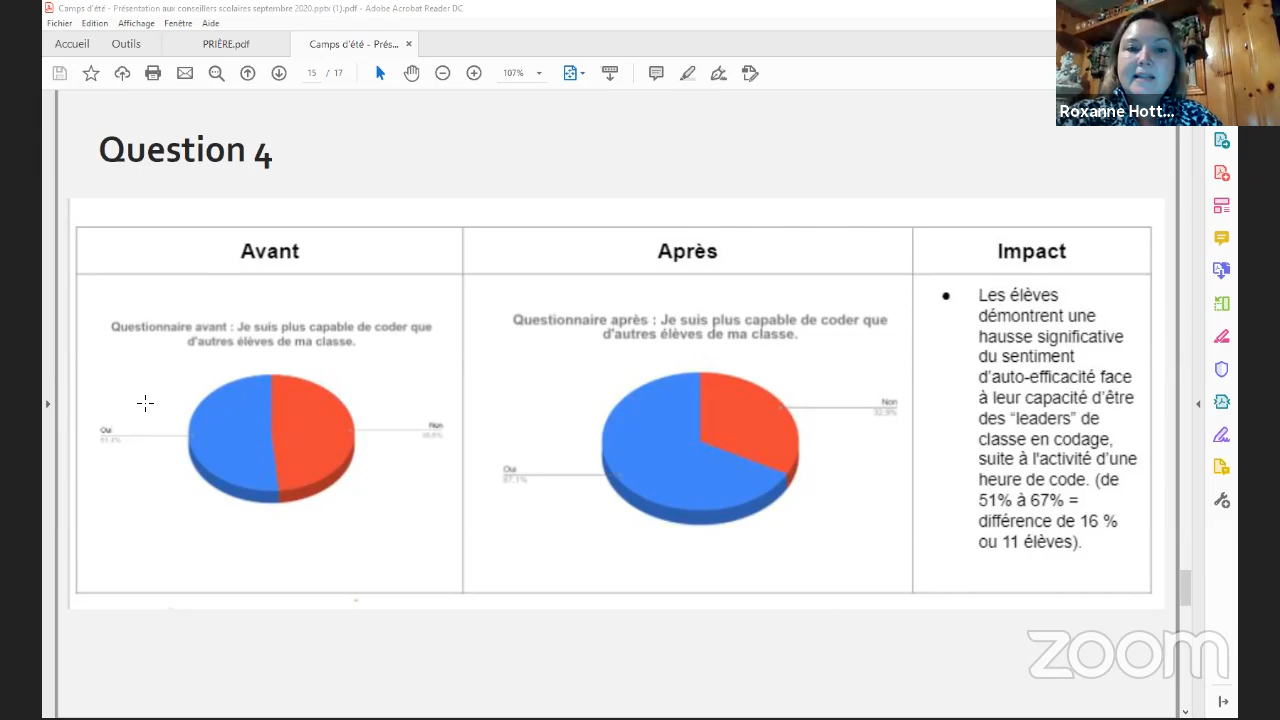 Camps d'été - Présentation aux conseillers scolaires septembre 2020.pptx (1).pdf - Adobe Acrobat Reader DC
Fichier Edition Affichage Fenêtre Aide
Accueil Outils PRIÈRE.pdf Camps d'été - Prés... ×
15 / 17 107%
Roxanne Hott...
Question 4
Avant Après Impact
Questionnaire avant : Je suis plus capable de coder que
d'autres élèves de ma classe.
Oui
Non
Questionnaire après : Je suis plus capable de coder que
d'autres élèves de ma classe.
Non
32,9%
Oui
67,1%
• Les élèves
démontrent une
hausse significative
du sentiment
d'auto-efficacité face
à leur capacité d'être
des "leaders" de
classe en codage,
suite à l'activité d'une
heure de code. (de
51% à 67% =
différence de 16 %
ou 11 élèves).
zoom